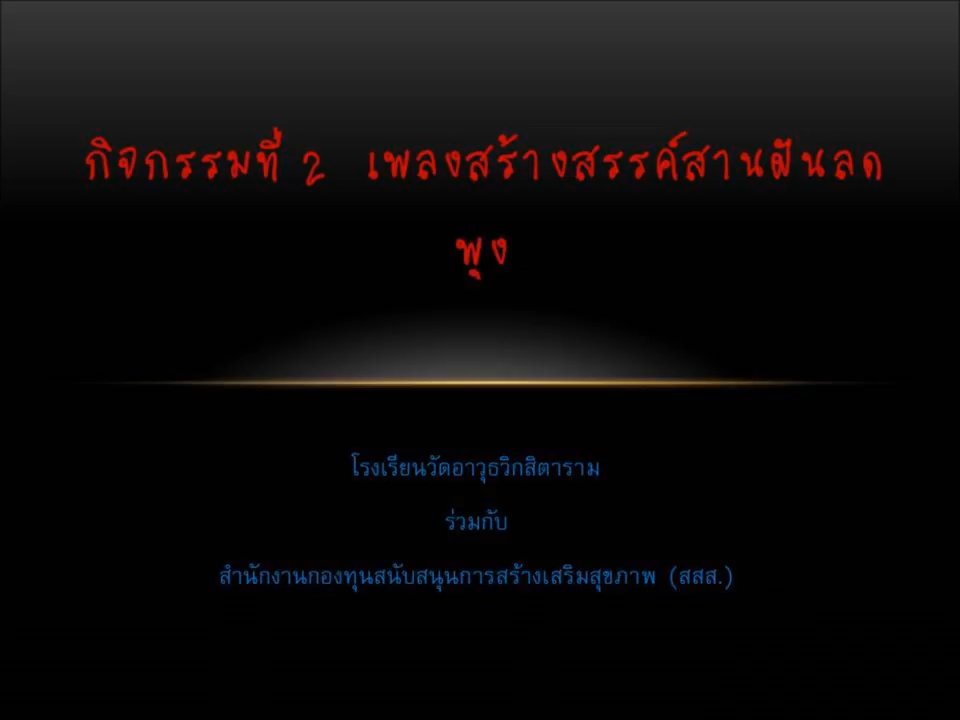 กิจกรรมที่ 2 เพลงสร้างสรรค์สานฝันลด
พุง
โรงเรียนวัดอาวุธวิกสิตาราม
ร่วมกับ
สำนักงานกองทุนสนับสนุนการสร้างเสริมสุขภาพ (สสส.)